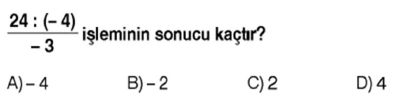 24 : (– 4)
– 3
işleminin sonucu kaçtır?
A) – 4 B) – 2 C) 2 D) 4